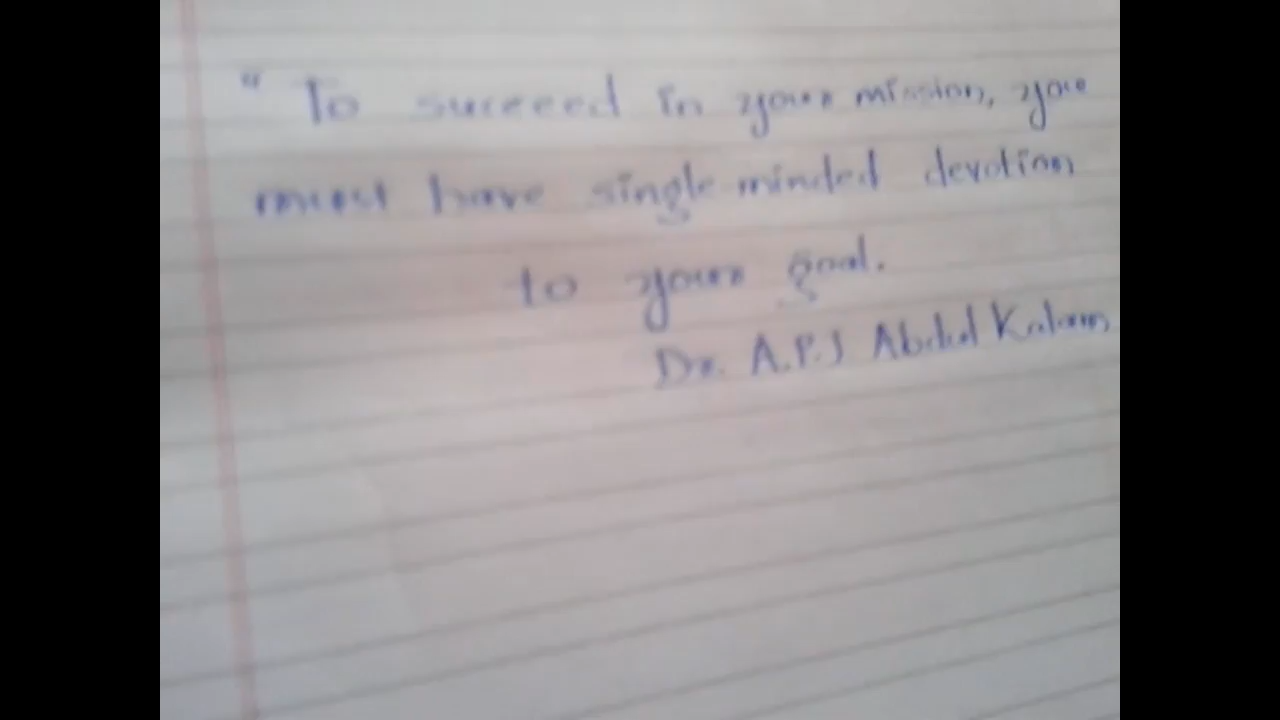 " To succeed in your mission, you
must have single minded devotion
to your goal.
Dr. A.P.J Abdul Kalam